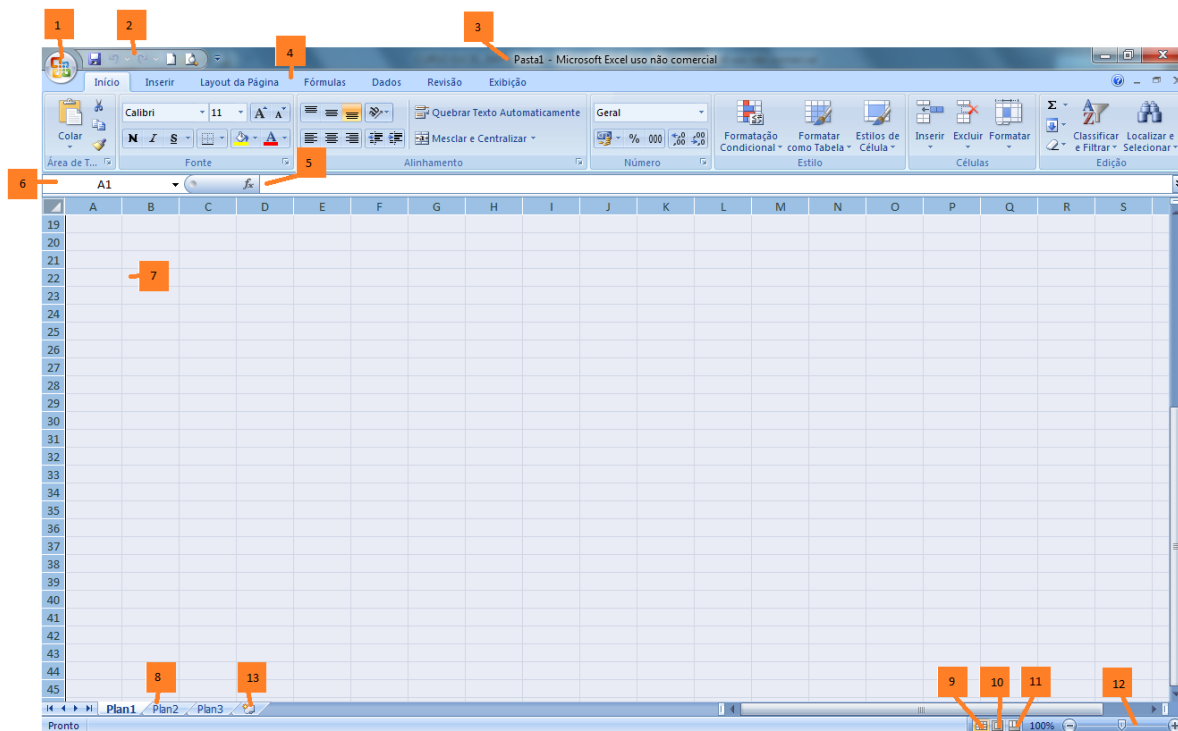 1 2 3
Pasta1 - Microsoft Excel uso não comercial
4
Início Inserir Layout da Página Fórmulas Dados Revisão Exibição
Calibri 11 Quebrar Texto Automaticamente Geral Σ
Colar N I S A Mesclar e Centralizar % 000 Formatação Condicional Formatar como Tabela Estilos de Célula Inserir Excluir Formatar Classificar e Filtrar Localizar e Selecionar
Área de T... Fonte 5 Alinhamento Número Estilo Células Edição
6 A1 fx
A B C D E F G H I J K L M N O P Q R S
19
20
21
22 7
23
24
25
26
27
28
29
30
31
32
33
34
35
36
37
38
39
40
41
42
43
44 8 13 9 10 11 12
45
Plan1 Plan2 Plan3
Pronto 100%